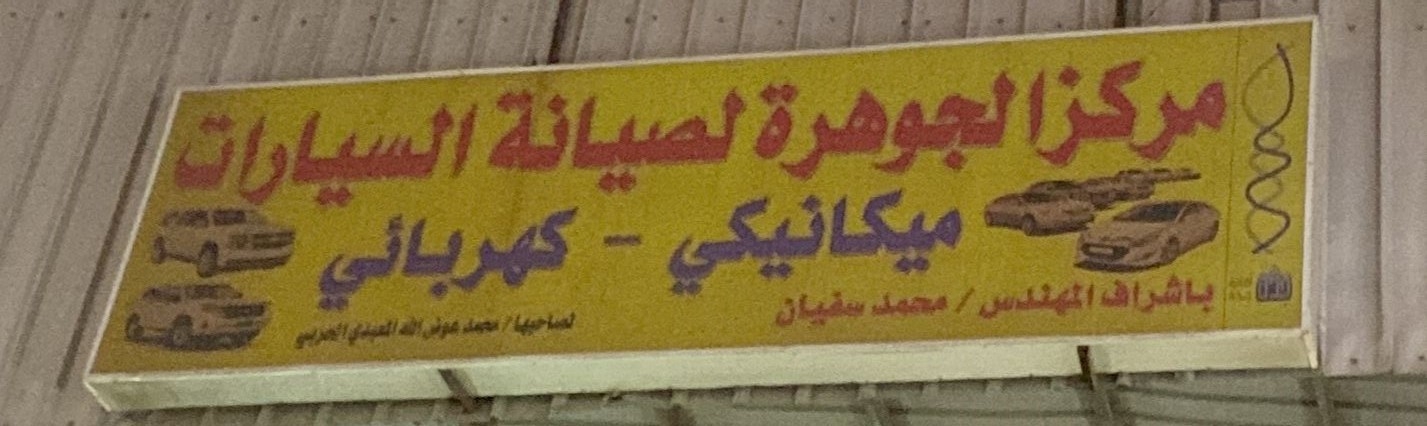 مركز الجوهرة لصيانة السيارات
ميكانيكي - كهربائي
باشراف المهندس / محمد سفيان
لصاحبها / محمد عوض الله العبيدي الحربي